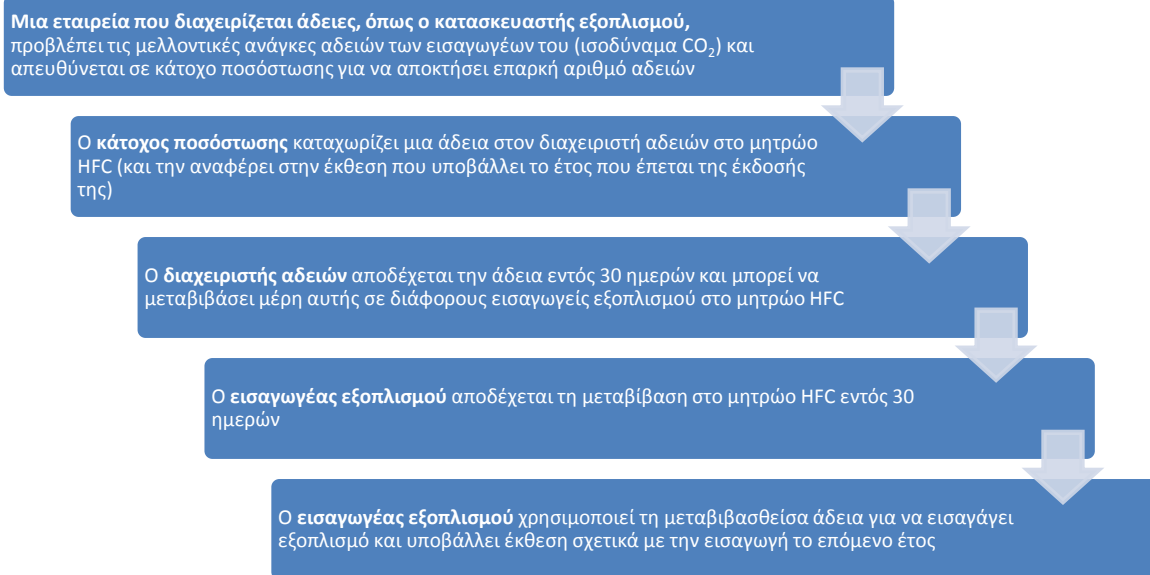 Μια εταιρεία που διαχειρίζεται άδειες, όπως ο κατασκευαστής εξοπλισμού,
προβλέπει τις μελλοντικές ανάγκες αδειών των εισαγωγέων του (ισοδύναμα CO₂) και
απευθύνεται σε κάτοχο ποσόστωσης για να αποκτήσει επαρκή αριθμό αδειών
Ο κάτοχος ποσόστωσης καταχωρίζει μια άδεια στον διαχειριστή αδειών στο μητρώο
HFC (και την αναφέρει στην έκθεση που υποβάλλει το έτος που έπεται της έκδοσής
της)
Ο διαχειριστής αδειών αποδέχεται την άδεια εντός 30 ημερών και μπορεί να
μεταβιβάσει μέρη αυτής σε διάφορους εισαγωγείς εξοπλισμού στο μητρώο HFC
Ο εισαγωγέας εξοπλισμού αποδέχεται τη μεταβίβαση στο μητρώο HFC εντός 30
ημερών
Ο εισαγωγέας εξοπλισμού χρησιμοποιεί τη μεταβιβασθείσα άδεια για να εισαγάγει
εξοπλισμό και υποβάλλει έκθεση σχετικά με την εισαγωγή το επόμενο έτος